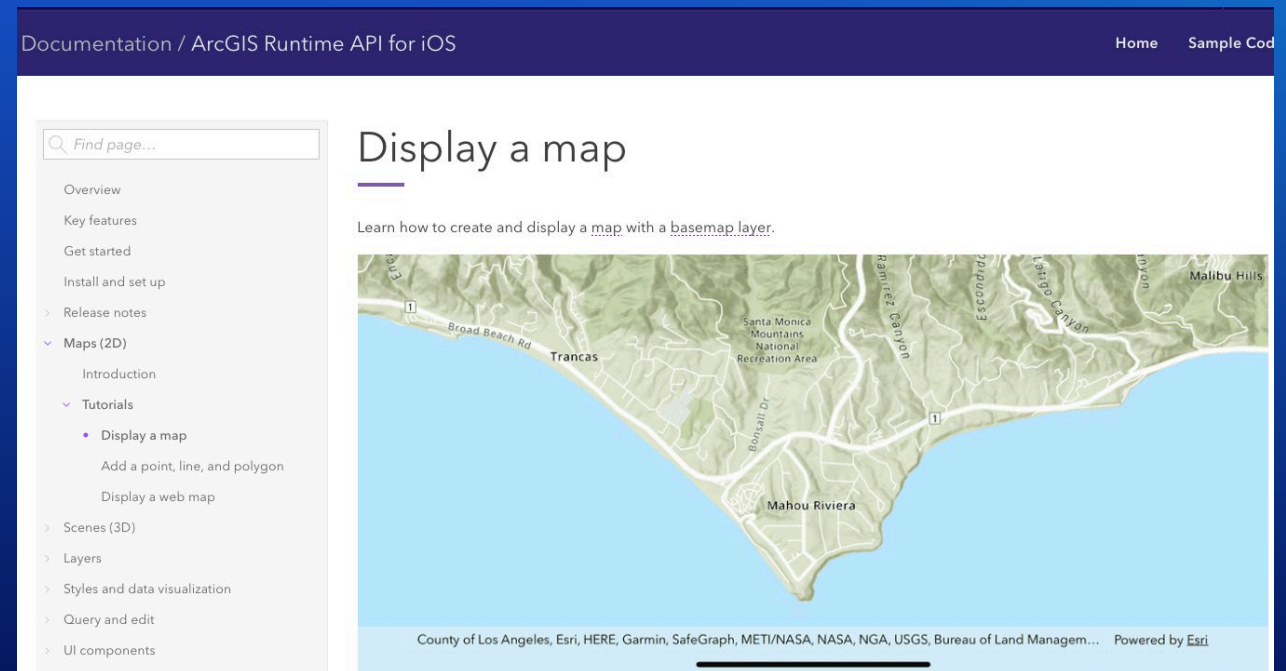 Documentation / ArcGIS Runtime API for iOS
Home
Sample Cod
Find page...
Overview
Key features
Get started
Install and set up
Release notes
Maps (2D)
Introduction
Tutorials
Display a map
Add a point, line, and polygon
Display a web map
Scenes (3D)
Layers
Styles and data visualization
Query and edit
UI components
Display a map
Learn how to create and display a map with a basemap layer.
1
Broad Beach Rd
Trancas
Santa Monica
Mountains
National
Recreation Area
Ramirez Canyon
Escondido
Latigo Canyon
nyon
Malibu Hills
Bonsall Dr
1
Mahou Riviera
County of Los Angeles, Esri, HERE, Garmin, SafeGraph, METI/NASA, NASA, NGA, USGS, Bureau of Land Managem... Powered by Esri